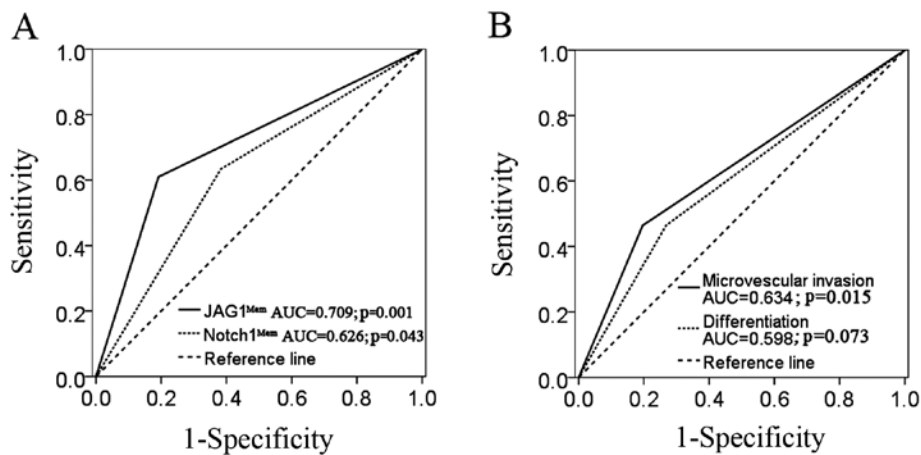 A
Sensitivity
1.0
0.8
0.6
0.4
0.2
0.0
JAG1ᴹᵉᵐ AUC=0.709;p=0.001
Notch1ᴹᵉᵐ AUC=0.626;p=0.043
Reference line
0.0 0.2 0.4 0.6 0.8 1.0
1-Specificity
B
Sensitivity
1.0
0.8
0.6
0.4
0.2
0.0
Microvescular invasion
AUC=0.634; p=0.015
Differentiation
AUC=0.598; p=0.073
Reference line
0.0 0.2 0.4 0.6 0.8 1.0
1-Specificity